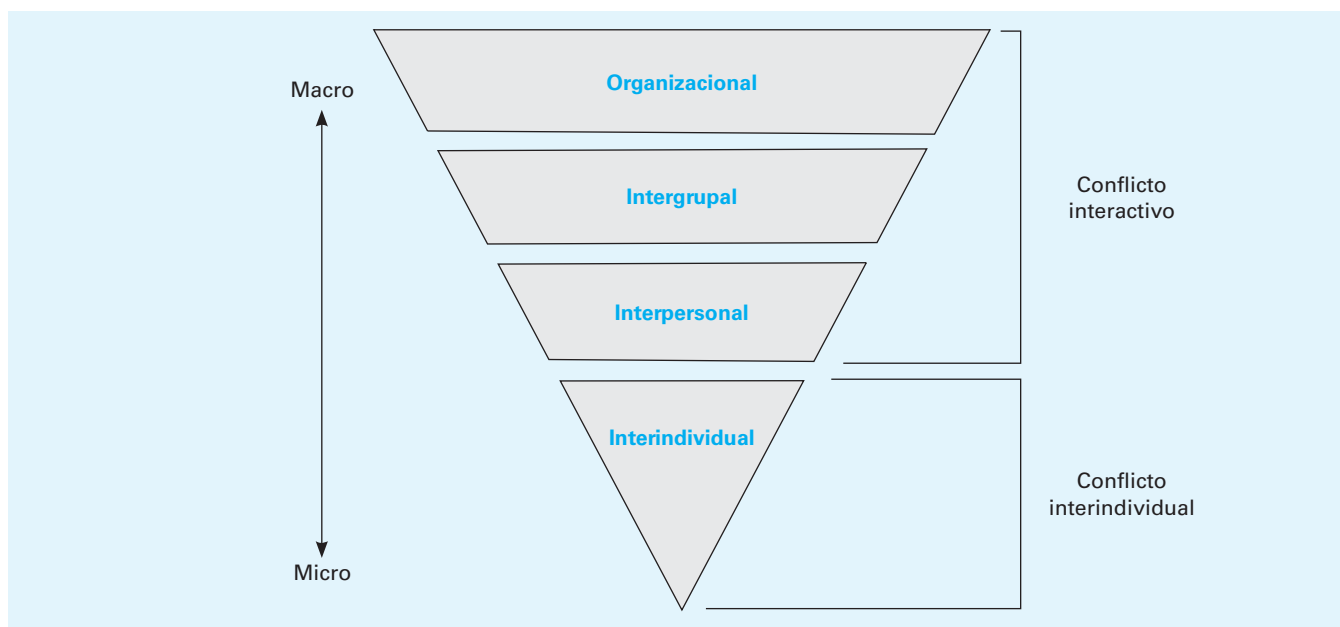 Macro
Organizacional
Intergrupal
Conflicto
interactivo
Interpersonal
Interindividual
Conflicto
interindividual
Micro